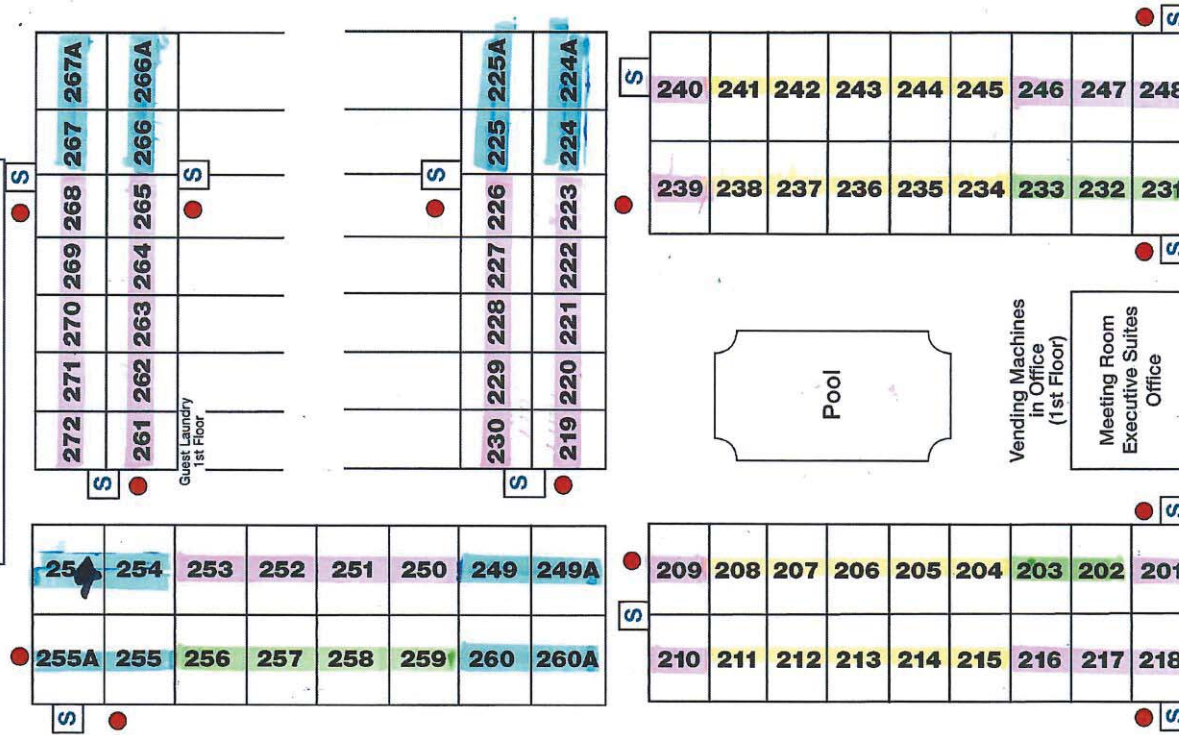 S
267A 267 268 269 270 271 272
266A 266 265 264 263 262 261
S
S
S
Guest Laundry
1st Floor
S
225A 225 226 227 228 229 230
224A 224 223 222 221 220 219
S
S
240 241 242 243 244 245 246 247 248
239 238 237 236 235 234 233 232 231
S
S
Pool
Vending Machines
in Office
(1st Floor)
Meeting Room
Executive Suites
Office
254 253 252 251 250 249 249A
255A 255 256 257 258 259 260 260A
S
S
209 208 207 206 205 204 203 202 201
210 211 212 213 214 215 216 217 218
S
S